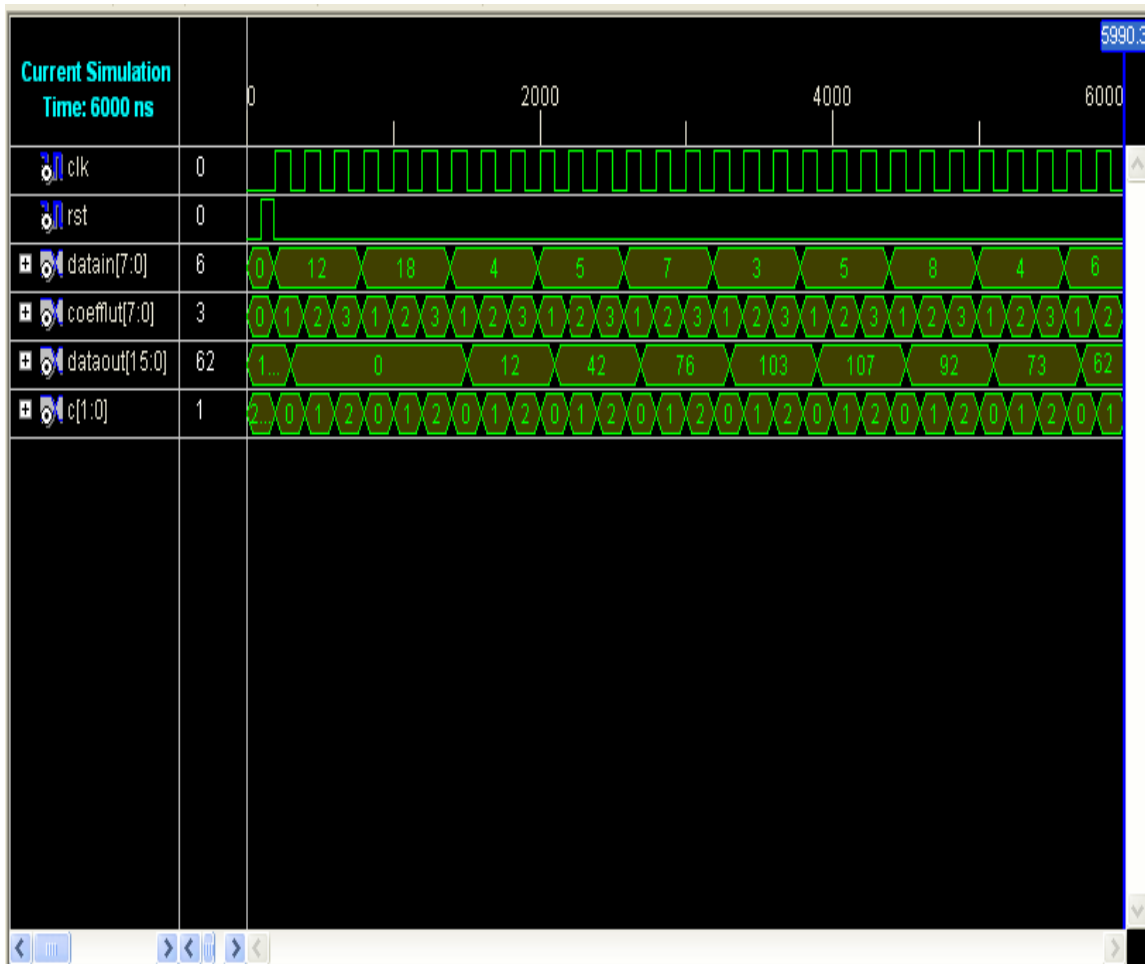 5990.3
Current Simulation
Time: 6000 ns
0 2000 4000 6000
clk 0
rst 0
datain[7:0] 6 0 12 18 4 5 7 3 5 8 4 6
coefflut[7:0] 3 0 1 2 3 1 2 3 1 2 3 1 2 3 1 2 3 1 2 3 1 2 3 1 2 3 1 2 3 1 2
dataout[15:0] 62 1... 0 12 42 76 103 107 92 73 62
c[1:0] 1 2... 0 1 2 0 1 2 0 1 2 0 1 2 0 1 2 0 1 2 0 1 2 0 1 2 0 1 2 0 1